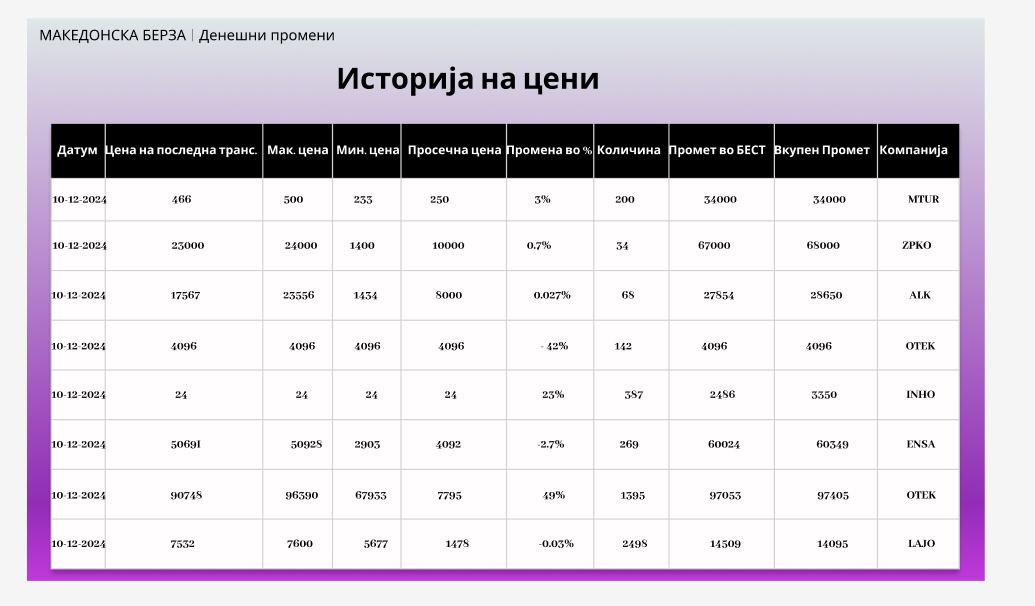 МАКЕДОНСКА БЕРЗА | Денешни промени
Историја на цени
Датум Цена на последна транс. Мак. цена Мин. цена Просечна цена Промена во % Количина Промет во БЕСТ Вкупен Промет Компанија
10-12-2024 466 500 233 250 3% 200 34000 34000 MTUR
10-12-2024 23000 24000 1400 10000 0.7% 34 67000 68000 ZPKO
10-12-2024 17567 23556 1434 8000 0.027% 68 27854 28650 ALK
10-12-2024 4096 4096 4096 4096 - 42% 142 4096 4096 OTEK
10-12-2024 24 24 24 24 23% 387 2486 3350 INHO
10-12-2024 50691 50928 2903 4092 -2.7% 269 60024 60349 ENSA
10-12-2024 90748 96390 67933 7795 49% 1395 97053 97405 OTEK
10-12-2024 7532 7600 5677 1478 -0.03% 2498 14509 14095 LAJO